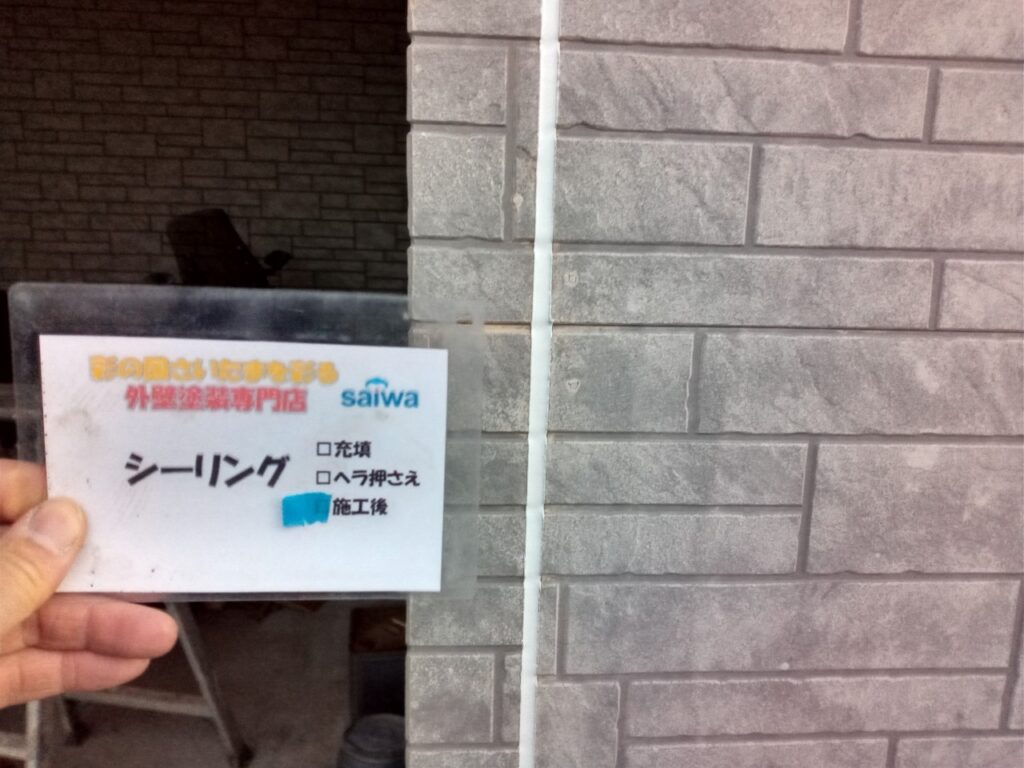 彩の国さいたまを彩る
外壁塗装専門店
saiwa
シーリング
□充填
□ヘラ押さえ
□施工後